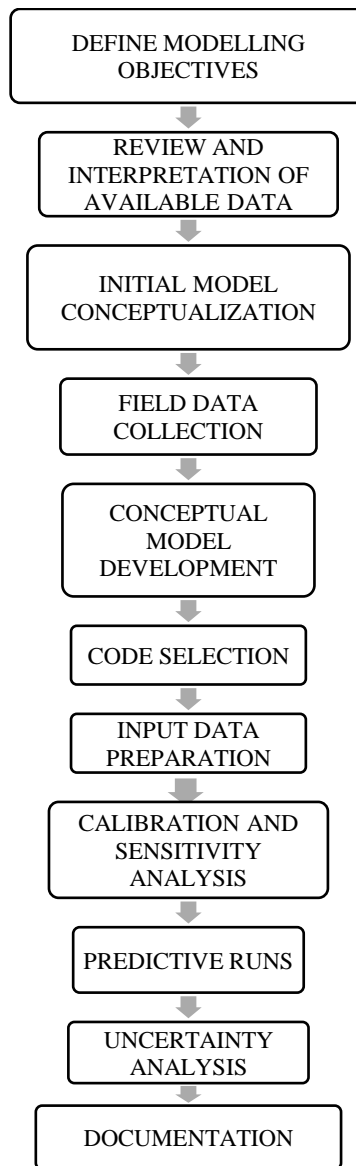 DEFINE MODELLING
OBJECTIVES
REVIEW AND
INTERPRETATION OF
AVAILABLE DATA
INITIAL MODEL
CONCEPTUALIZATION
FIELD DATA
COLLECTION
CONCEPTUAL
MODEL
DEVELOPMENT
CODE SELECTION
INPUT DATA
PREPARATION
CALIBRATION AND
SENSITIVITY
ANALYSIS
PREDICTIVE RUNS
UNCERTAINTY
ANALYSIS
DOCUMENTATION